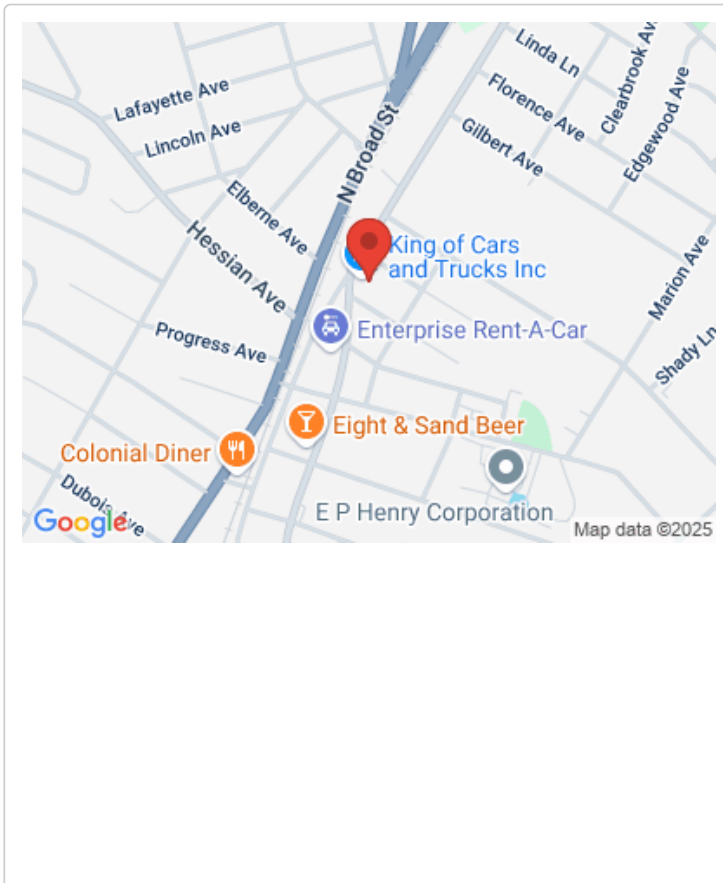 Linda Ln
Clearbrook Av
Lafayette Ave
Florence Ave
Edgewood Ave
Lincoln Ave
Gilbert Ave
N Broad St
Elberne Ave
Hessian Ave
King of Cars
and Trucks Inc
Marion Ave
Progress Ave
Enterprise Rent-A-Car
Shady Ln
Eight & Sand Beer
Colonial Diner
Dubois Ave
E P Henry Corporation
Google
Map data ©2025